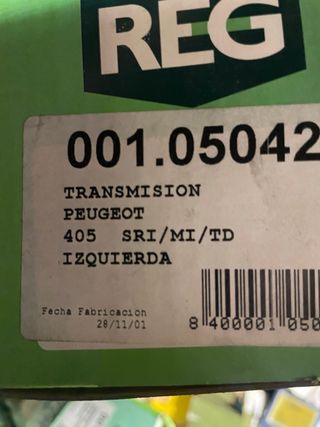 REG
001.05042
TRANSMISION
PEUGEOT
405 SRI/MI/TD
IZQUIERDA
Fecha Fabricacion
28/11/01
8 400001 050